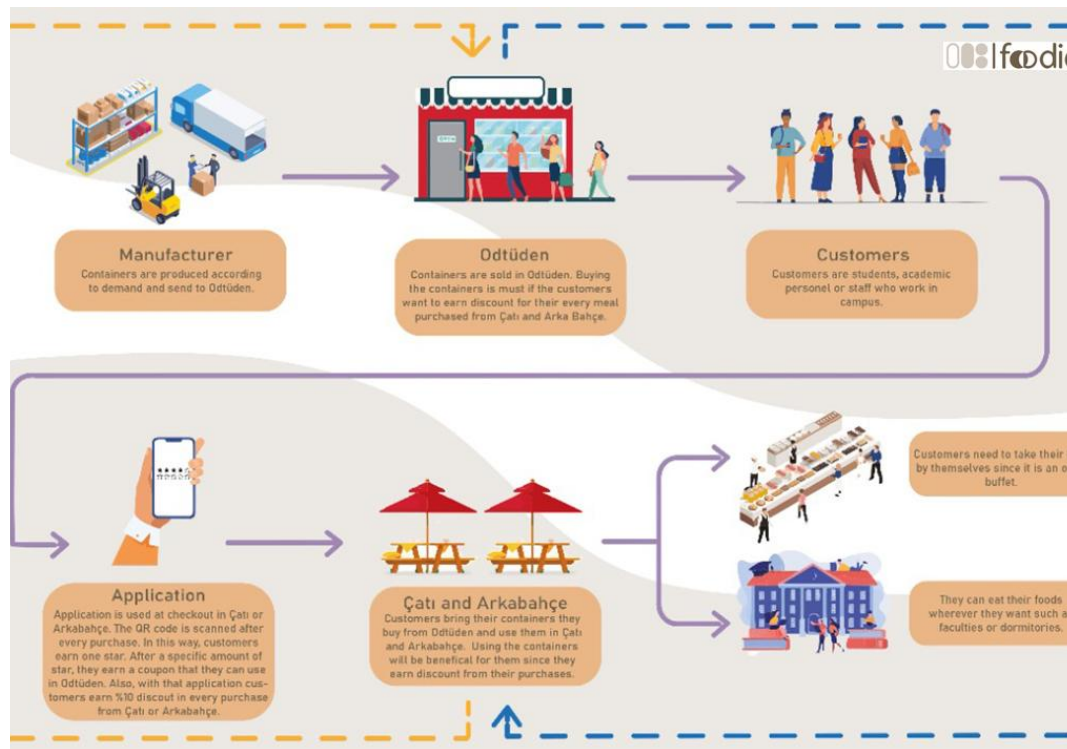 foodie
OPEN
Manufacturer
Containers are produced according
to demand and send to Odtüden.
Odtüden
Containers are sold in Odtüden. Buying
the containers is must if the customers
want to earn discount for their every meal
purchased from Çatı and Arka Bahçe.
Customers
Customers are students, academic
personel or staff who work in
campus.
Application
Application is used at checkout in Çatı or
Arkabahçe. The QR code is scanned after
every purchase. In this way, customers
earn one star. After a specific amount of
star, they earn a coupon that they can use
in Odtüden. Also, with that application cus-
tomers earn %10 discout in every purchase
from Çatı or Arkabahçe.
Çatı and Arkabahçe
Customers bring their containers they
buy from Odtüden and use them in Çatı
and Arkabahçe. Using the containers
will be benefical for them since they
earn discount from their purchases.
Customers need to take their
by themselves since it is an
buffet.
They can eat their foods
wherever they want such
faculties or dormitories.